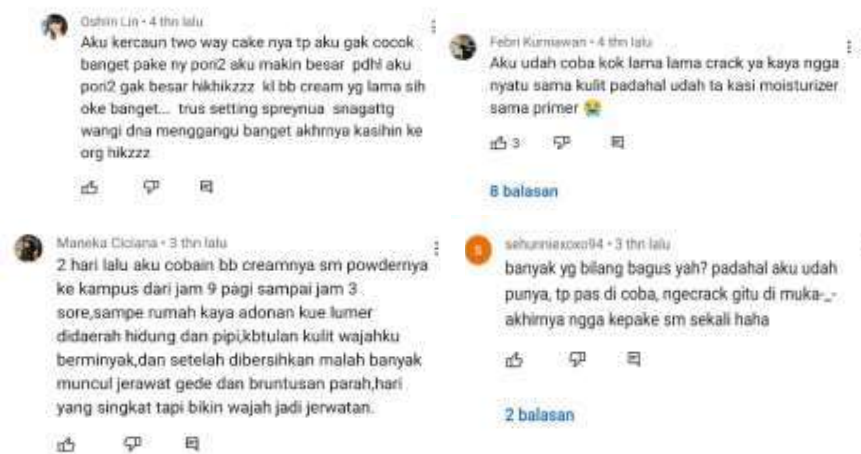 Oshiin Lin • 4 thn lalu
Aku kercaun two way cake nya tp aku gak cocok
banget pake ny pori2 aku makin besar pdhl aku
pori2 gak besar hikhikzzz kl bb cream yg lama sih
oke banget... trus setting spreynua snagattg
wangi dna menggangu banget akhrnya kasihin ke
org hikzzz
Febri Kurniawan • 4 thn lalu
Aku udah coba kok lama lama crack ya kaya ngga
nyatu sama kulit padahal udah ta kasi moisturizer
sama primer 😭
3
8 balasan
Maneka Ciciana • 3 thn lalu
2 hari lalu aku cobain bb creamnya sm powdernya
ke kampus dari jam 9 pagi sampai jam 3
sore,sampe rumah kaya adonan kue lumer
didaerah hidung dan pipi,kbtulan kulit wajahku
berminyak,dan setelah dibersihkan malah banyak
muncul jerawat gede dan bruntusan parah,hari
yang singkat tapi bikin wajah jadi jerwatan.
S
sehunniexoxo94 • 3 thn lalu
banyak yg bilang bagus yah? padahal aku udah
punya, tp pas di coba, ngecrack gitu di muka-_-
akhirnya ngga kepake sm sekali haha
2 balasan